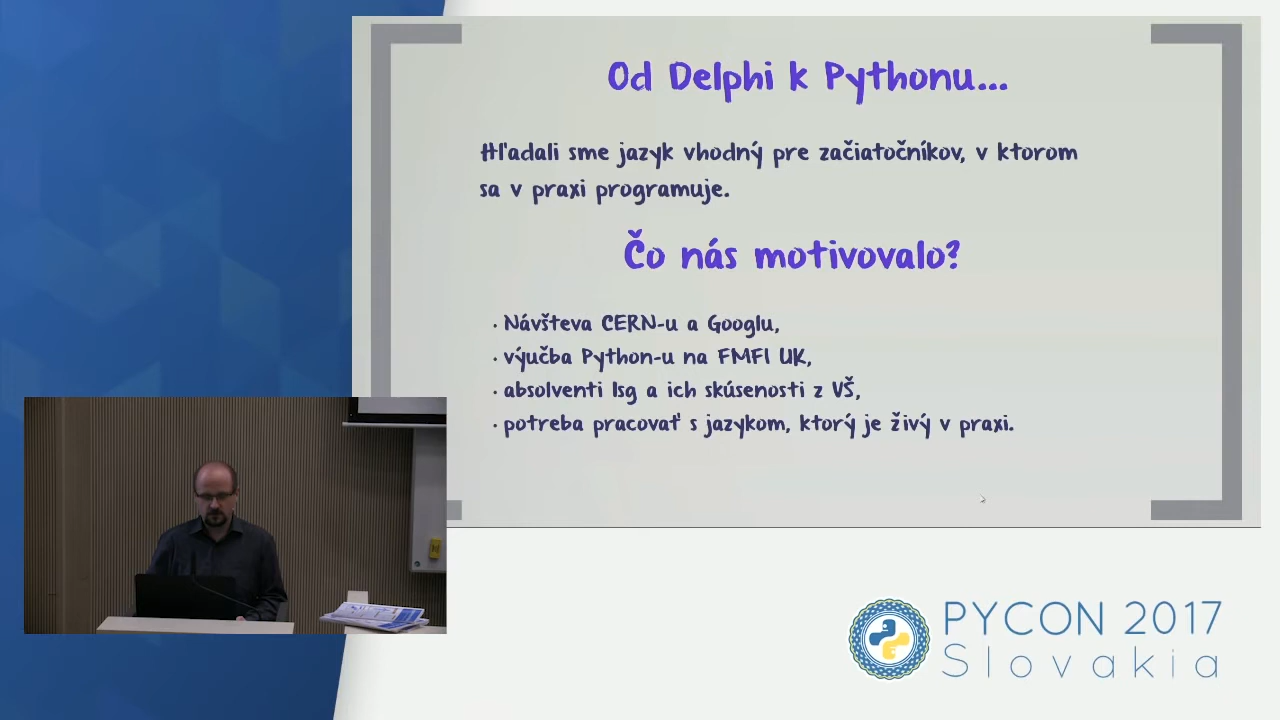 Od Delphi k Pythonu...
Hľadali sme jazyk vhodný pre začiatočníkov, v ktorom
sa v praxi programuje.
Čo nás motivovalo?
· Návšteva CERN-u a Googlu,
· výučba Python-u na FMFI UK,
· absolventi 1sg a ich skúsenosti z VŠ,
· potreba pracovať s jazykom, ktorý je živý v praxi.
PYCON 2017
Slovakia